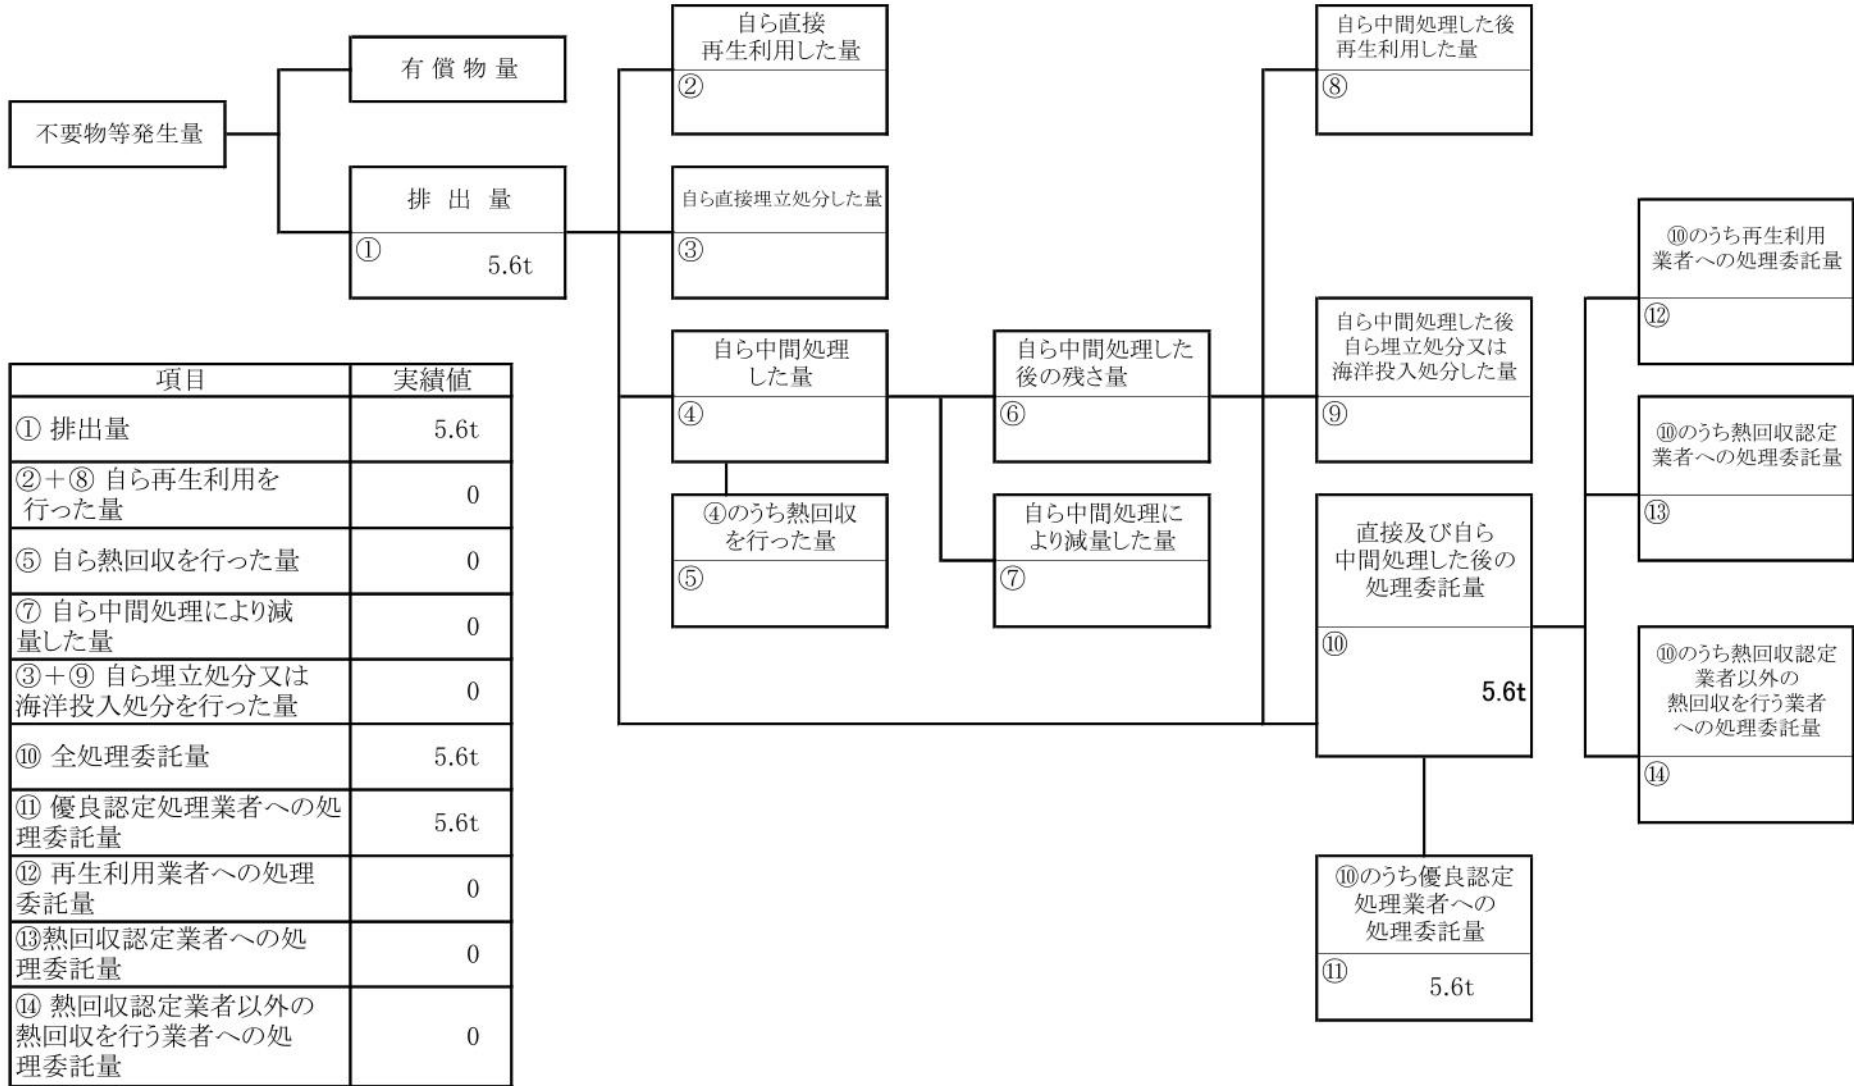 不要物等発生量
有 償 物 量
排 出 量
①
5.6t
自ら直接
再生利用した量
②
自ら直接埋立処分した量
③
自ら中間処理
した量
④
④のうち熱回収
を行った量
⑤
自ら中間処理した
後の残さ量
⑥
自ら中間処理に
より減量した量
⑦
自ら中間処理した後
再生利用した量
⑧
自ら中間処理した後
自ら埋立処分又は
海洋投入処分した量
⑨
直接及び自ら
中間処理した後の
処理委託量
⑩
5.6t
⑩のうち優良認定
処理業者への
処理委託量
⑪
5.6t
⑩のうち再生利用
業者への処理委託量
⑫
⑩のうち熱回収認定
業者への処理委託量
⑬
⑩のうち熱回収認定
業者以外の
熱回収を行う業者
への処理委託量
⑭
項目 実績値
① 排出量 5.6t
②＋⑧ 自ら再生利用を
行った量 0
⑤ 自ら熱回収を行った量 0
⑦ 自ら中間処理により減
量した量 0
③＋⑨ 自ら埋立処分又は
海洋投入処分を行った量 0
⑩ 全処理委託量 5.6t
⑪ 優良認定処理業者への処
理委託量 5.6t
⑫ 再生利用業者への処理
委託量 0
⑬熱回収認定業者への処
理委託量 0
⑭ 熱回収認定業者以外の
熱回収を行う業者への処 0
理委託量